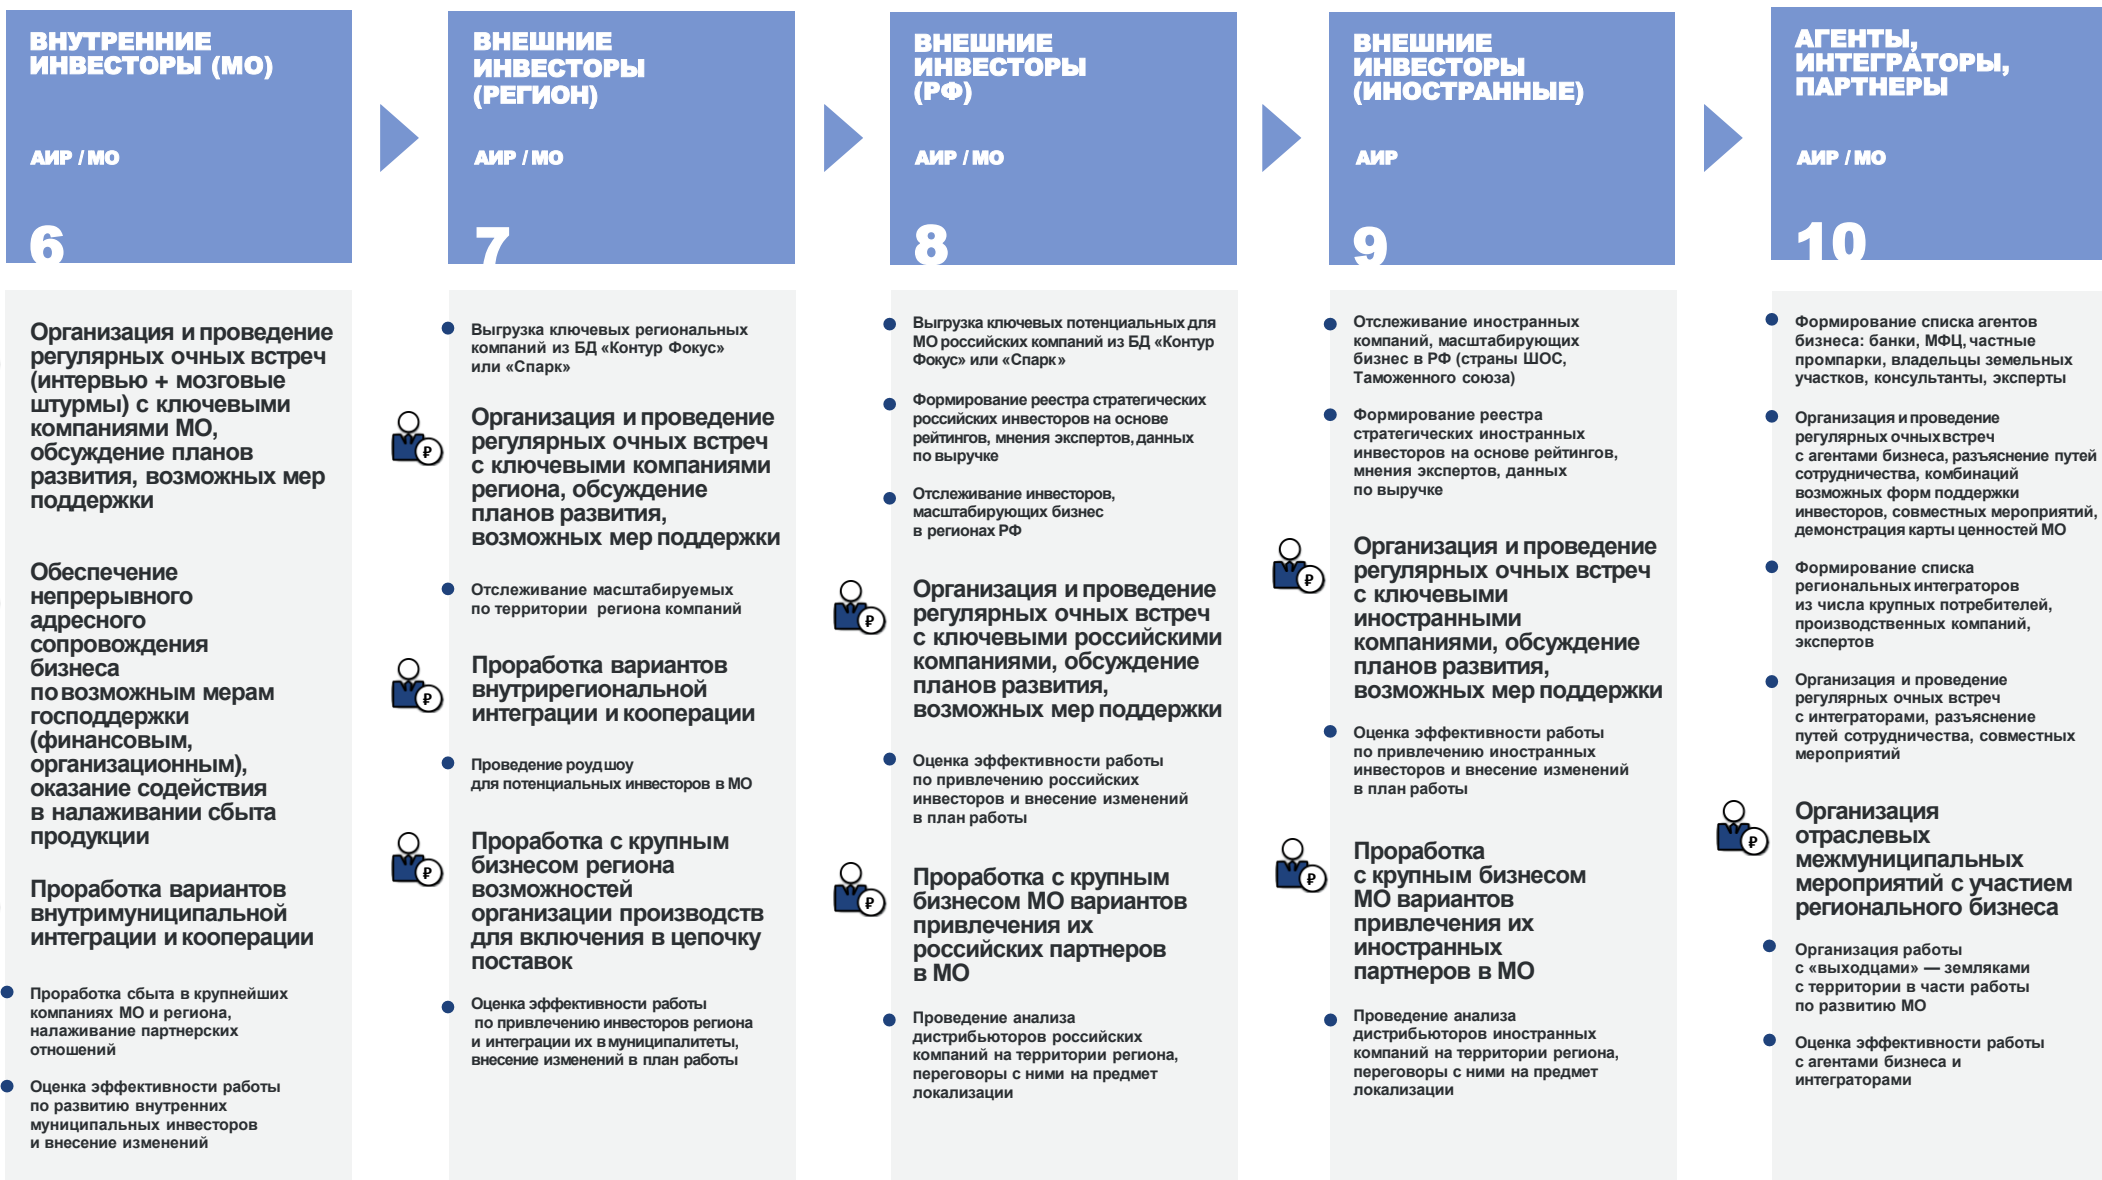 ВНУТРЕННИЕ
ИНВЕСТОРЫ (МО)
АИР / МО
6
Организация и проведение
регулярных очных встреч
(интервью + мозговые
штурмы) с ключевыми
компаниями МО,
обсуждение планов
развития, возможных мер
поддержки
Обеспечение
непрерывного
адресного
сопровождения
бизнеса
по возможным мерам
господдержки
(финансовым,
организационным),
оказание содействия
в налаживании сбыта
продукции
Проработка вариантов
внутримуниципальной
интеграции и кооперации
Проработка сбыта в крупнейших
компаниях МО и региона,
налаживание партнерских
отношений
Оценка эффективности работы
по развитию внутренних
муниципальных инвесторов
и внесение изменений
ВНЕШНИЕ
ИНВЕСТОРЫ
(РЕГИОН)
АИР / МО
7
Выгрузка ключевых региональных
компаний из БД «Контур Фокус»
или «Спарк»
Организация и проведение
регулярных очных встреч
с ключевыми компаниями
региона, обсуждение
планов развития,
возможных мер поддержки
₽
Отслеживание масштабируемых
по территории региона компаний
Проработка вариантов
внутрирегиональной
интеграции и кооперации
₽
Проведение роудшоу
для потенциальных инвесторов в МО
Проработка с крупным
бизнесом региона
возможностей
организации производств
для включения в цепочку
поставок
₽
Оценка эффективности работы
по привлечению инвесторов региона
и интеграции их в муниципалитеты,
внесение изменений в план работы
ВНЕШНИЕ
ИНВЕСТОРЫ
(РФ)
АИР / МО
8
Выгрузка ключевых потенциальных для
МО российских компаний из БД «Контур
Фокус» или «Спарк»
Формирование реестра стратегических
российских инвесторов на основе
рейтингов, мнения экспертов, данных
по выручке
Отслеживание инвесторов,
масштабирующих бизнес
в регионах РФ
Организация и проведение
регулярных очных встреч
с ключевыми российскими
компаниями, обсуждение
планов развития,
возможных мер поддержки
₽
Оценка эффективности работы
по привлечению российских
инвесторов и внесение изменений
в план работы
Проработка с крупным
бизнесом МО вариантов
привлечения их
российских партнеров
в МО
₽
Проведение анализа
дистрибьюторов российских
компаний на территории региона,
переговоры с ними на предмет
локализации
ВНЕШНИЕ
ИНВЕСТОРЫ
(ИНОСТРАННЫЕ)
АИР
9
Отслеживание иностранных
компаний, масштабирующих
бизнес в РФ (страны ШОС,
Таможенного союза)
Формирование реестра
стратегических иностранных
инвесторов на основе рейтингов,
мнения экспертов, данных
по выручке
Организация и проведение
регулярных очных встреч
с ключевыми
иностранными
компаниями, обсуждение
планов развития,
возможных мер поддержки
₽
Оценка эффективности работы
по привлечению иностранных
инвесторов и внесение изменений
в план работы
Проработка
с крупным бизнесом
МО вариантов
привлечения их
иностранных
партнеров в МО
₽
Проведение анализа
дистрибьюторов иностранных
компаний на территории региона,
переговоры с ними на предмет
локализации
АГЕНТЫ,
ИНТЕГРАТОРЫ,
ПАРТНЕРЫ
АИР / МО
10
Формирование списка агентов
бизнеса: банки, МФЦ, частные
промпарки, владельцы земельных
участков, консультанты, эксперты
Организация и проведение
регулярных очных встреч
с агентами бизнеса, разъяснение путей
сотрудничества, комбинаций
возможных форм поддержки
инвесторов, совместных мероприятий,
демонстрация карты ценностей МО
Формирование списка
региональных интеграторов
из числа крупных потребителей,
производственных компаний,
экспертов
Организация и проведение
регулярных очных встреч
с интеграторами, разъяснение
путей сотрудничества, совместных
мероприятий
Организация
отраслевых
межмуниципальных
мероприятий с участием
регионального бизнеса
₽
Организация работы
с «выходцами» — земляками
с территории в части работы
по развитию МО
Оценка эффективности работы
с агентами бизнеса и
интеграторами